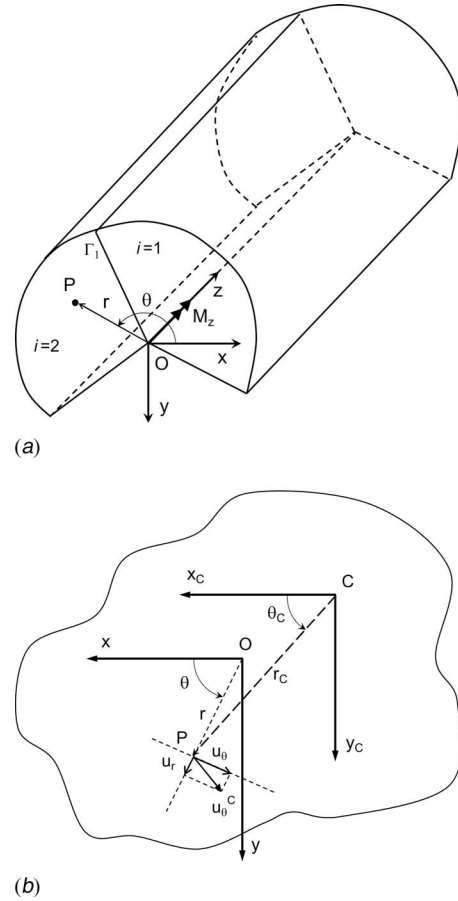 Γ1
i=1
P
r
θ
z
Mz
i=2
O
x
y
(a)
xC
C
θC
x
O
θ
r
rC
P
ur
uθ
yC
uθC
y
(b)